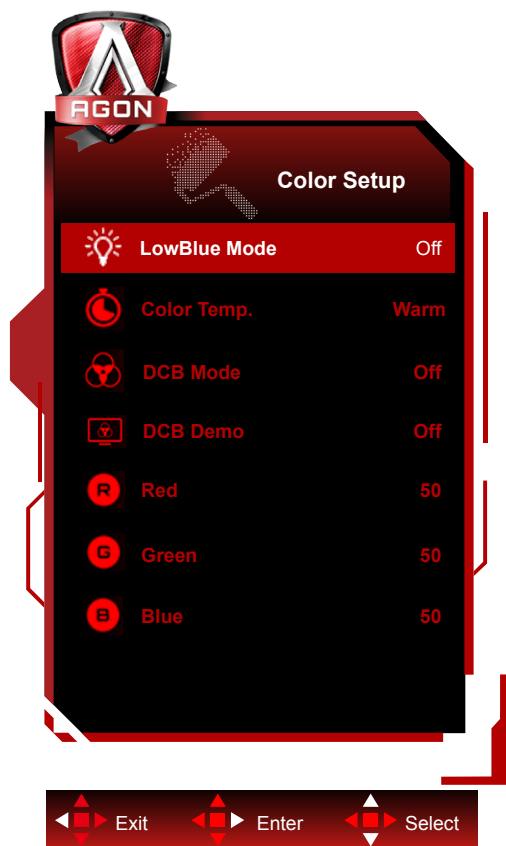 AGON
Color Setup
LowBlue Mode Off
Color Temp. Warm
DCB Mode Off
DCB Demo Off
R Red 50
G Green 50
B Blue 50
Exit Enter Select